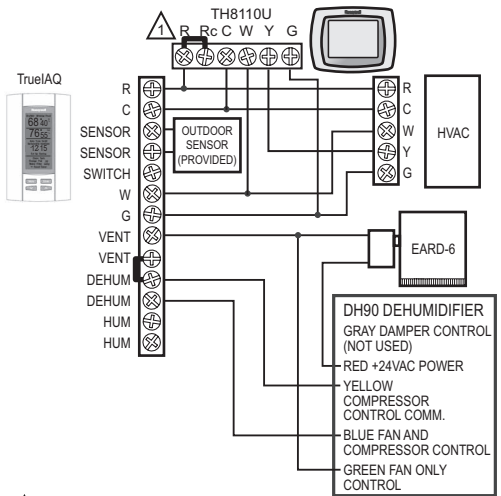 TH8110U
1
R Rc C W Y G
TrueIAQ
R
C
SENSOR
SENSOR
SWITCH
W
G
VENT
VENT
DEHUM
DEHUM
HUM
HUM
OUTDOOR
SENSOR
(PROVIDED)
R
C
W
Y
G
HVAC
EARD-6
DH90 DEHUMIDIFIER
GRAY DAMPER CONTROL
(NOT USED)
RED +24VAC POWER
YELLOW
COMPRESSOR
CONTROL COMM.
BLUE FAN AND
COMPRESSOR CONTROL
GREEN FAN ONLY
CONTROL